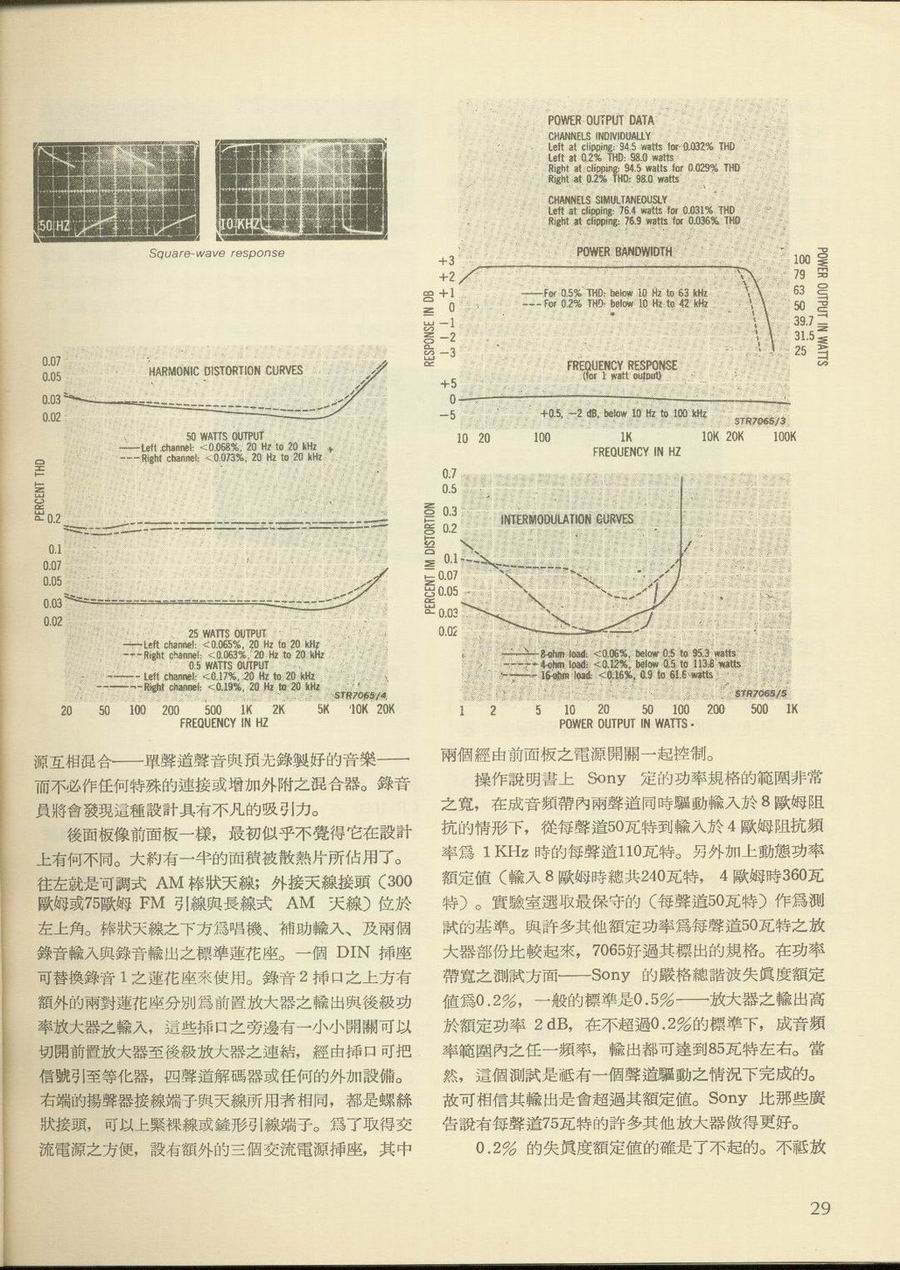 50 HZ
10 KHZ
Square-wave response
0.07
0.05
0.03
0.02
HARMONIC DISTORTION CURVES
50 WATTS OUTPUT
Left channel: <0.068%, 20 Hz to 20 kHz
Right channel: <0.073%, 20 Hz to 20 kHz
PERCENT THD
0.2
0.1
0.07
0.05
0.03
0.02
25 WATTS OUTPUT
Left channel: <0.065%, 20 Hz to 20 kHz
Right channel: <0.063%, 20 Hz to 20 kHz
0.5 WATTS OUTPUT
Left channel: <0.17%, 20 Hz to 20 kHz
Right channel: <0.19%, 20 Hz to 20 kHz
STR7065/4
20 50 100 200 500 1K 2K 5K 10K 20K
FREQUENCY IN HZ
源互相混合——單聲道聲音與預先錄製好的音樂——
而不必作任何特殊的連接或增加外附之混合器。錄音
員將會發現這種設計具有不凡的吸引力。
後面板像前面板一樣，最初似乎不覺得它在設計
上有何不同。大約有一半的面積被散熱片所佔用了。
往左就是可調式 AM 棒狀天線；外接天線接頭（300
歐姆或75歐姆 FM 引線與長線式 AM 天線）位於
左上角。棒狀天線之下方爲唱機、補助輸入、及兩個
錄音輸入與錄音輸出之標準蓮花座。一個 DIN 揷座
可替換錄音 1 之蓮花座來使用。錄音 2 揷口之上方有
額外的兩對蓮花座分別爲前置放大器之輸出與後級功
率放大器之輸入，這些揷口之旁邊有一小小開關可以
切開前置放大器至後級放大器之連結，經由揷口可把
信號引至等化器，四聲道解碼器或任何的外加設備。
右端的揚聲器接線端子與天線所用者相同，都是螺絲
狀接頭，可以上緊裸線或鏟形引線端子。爲了取得交
流電源之方便，設有額外的三個交流電源揷座，其中
POWER OUTPUT DATA
CHANNELS INDIVIDUALLY
Left at clipping: 94.5 watts for 0.032% THD
Left at 0.2% THD: 98.0 watts
Right at clipping: 94.5 watts for 0.029% THD
Right at 0.2% THD: 98.0 watts
CHANNELS SIMULTANEOUSLY
Left at clipping: 76.4 watts for 0.031% THD
Right at clipping: 76.9 watts for 0.036% THD
POWER BANDWIDTH
RESPONSE IN DB
+3
+2
+1
0
−1
−2
−3
For 0.5% THD: below 10 Hz to 63 kHz
For 0.2% THD: below 10 Hz to 42 kHz
100
79
63
50
39.7
31.5
25
POWER OUTPUT IN WATTS
FREQUENCY RESPONSE
(for 1 watt output)
+5
0
−5
+0.5, −2 dB, below 10 Hz to 100 kHz
STR7065/3
10 20 100 1K 10K 20K 100K
FREQUENCY IN HZ
PERCENT IM DISTORTION
0.7
0.5
0.3
0.2
0.1
0.07
0.05
0.03
0.02
INTERMODULATION CURVES
8-ohm load: <0.06%, below 0.5 to 95.3 watts
4-ohm load: <0.12%, below 0.5 to 113.8 watts
16-ohm load: <0.16%, 0.9 to 61.6 watts
STR7065/5
1 2 5 10 20 50 100 200 500 1K
POWER OUTPUT IN WATTS
兩個經由前面板之電源開關一起控制。
操作說明書上 Sony 定的功率規格的範圍非常
之寬，在成音頻帶內兩聲道同時驅動輸入於 8 歐姆阻
抗的情形下，從每聲道50瓦特到輸入於 4 歐姆阻抗頻
率爲 1 KHz 時的每聲道110瓦特。另外加上動態功率
額定值（輸入 8 歐姆時總共240瓦特，4 歐姆時360瓦
特）。實驗室選取最保守的（每聲道50瓦特）作爲測
試的基準。與許多其他額定功率爲每聲道50瓦特之放
大器部份比較起來，7065好過其標出的規格。在功率
帶寬之測試方面——Sony 的嚴格總諧波失眞度額定
值爲0.2%，一般的標準是0.5%——放大器之輸出高
於額定功率 2 dB，在不超過0.2%的標準下，成音頻
率範圍內之任一頻率，輸出都可達到85瓦特左右。當
然，這個測試是祗有一個聲道驅動之情況下完成的。
故可相信其輸出是會超過其額定值。Sony 比那些廣
告說有每聲道75瓦特的許多其他放大器做得更好。
0.2% 的失眞度額定值的確是了不起的。不祗放
29